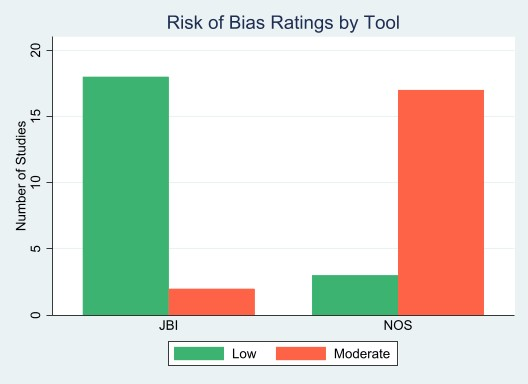 Risk of Bias Ratings by Tool
Number of Studies
20
15
10
5
0
JBI
NOS
Low
Moderate